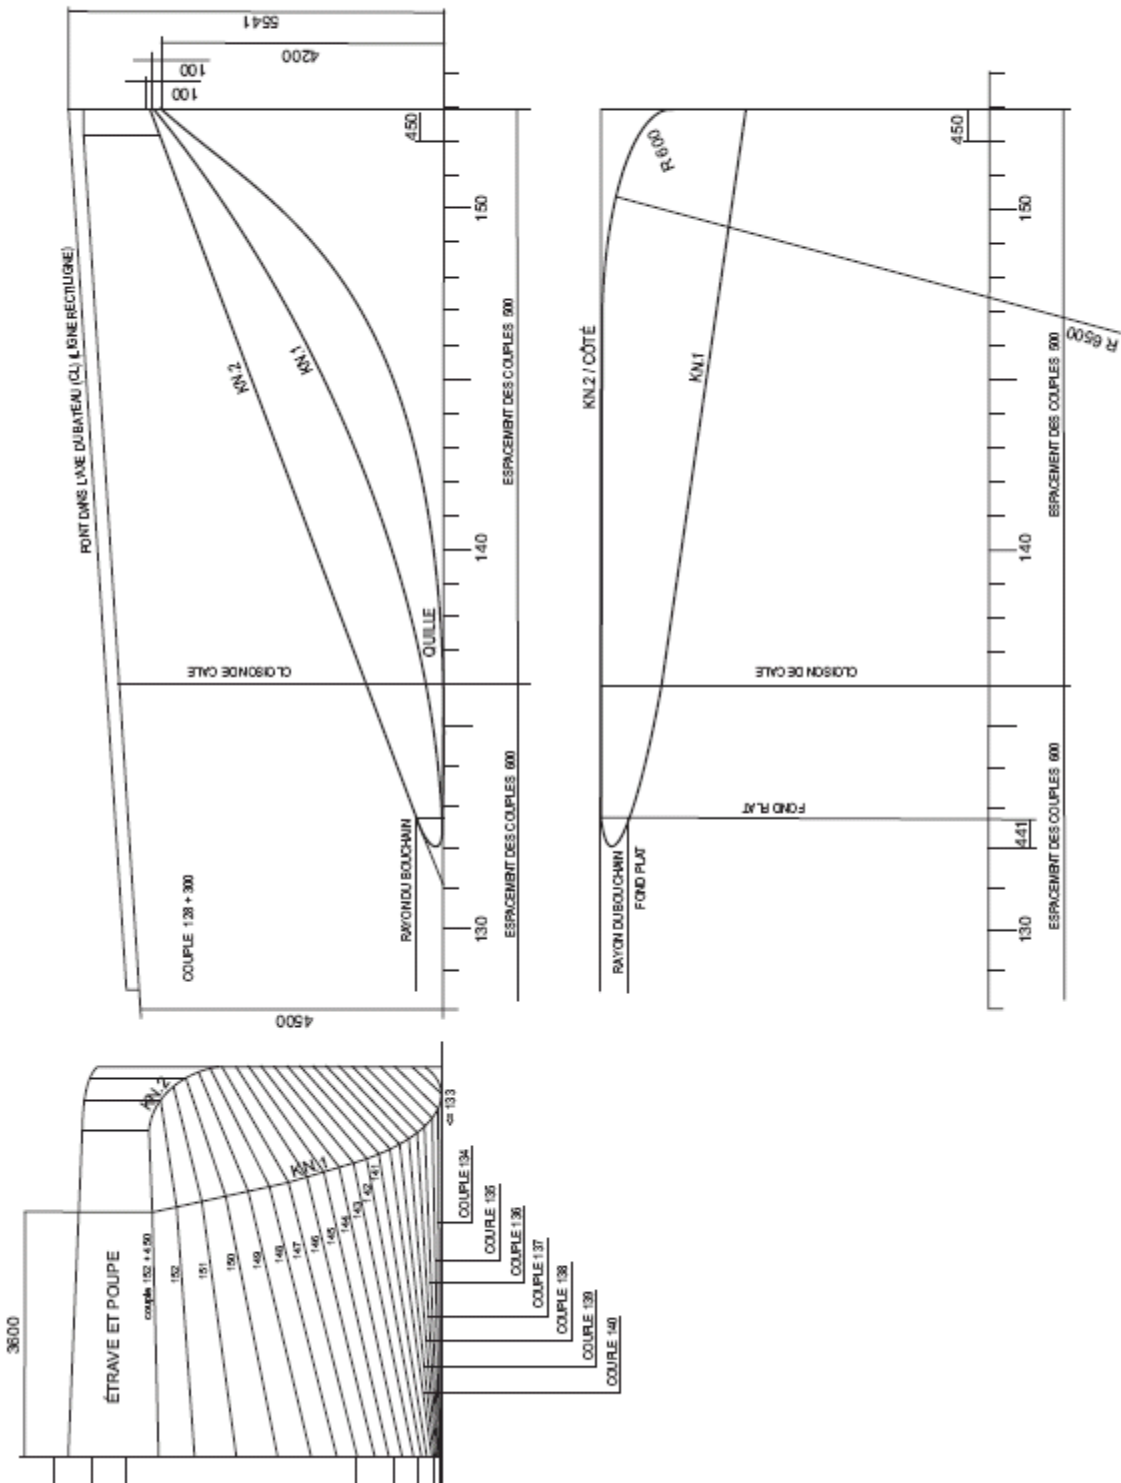 5541
4200
100
100
PONT DANS L'AXE DU BATEAU (CL) (LIGNE RECTILIGNE)
KN.2
KN.1
QUILLE
CLOISON DE CALE
RAYON DU BOUCHAIN
COUPLE 128 + 300
4500
450
150
140
130
ESPACEMENT DES COUPLES 500
ESPACEMENT DES COUPLES 600
KN.2 / CÔTÉ
KN.1
R.600
R.6500
CLOISON DE CALE
FOND PLAT
RAYON DU BOUCHAIN
FOND PLAT
450
441
150
140
130
ESPACEMENT DES COUPLES 500
ESPACEMENT DES COUPLES 600
3600
ÉTRAVE ET POUPE
KN.2
KN.1
couple 152 + 450
152
151
150
149
148
147
146
145
144
143
142
141
<= 133
COUPLE 134
COUPLE 135
COUPLE 136
COUPLE 137
COUPLE 138
COUPLE 139
COUPLE 140